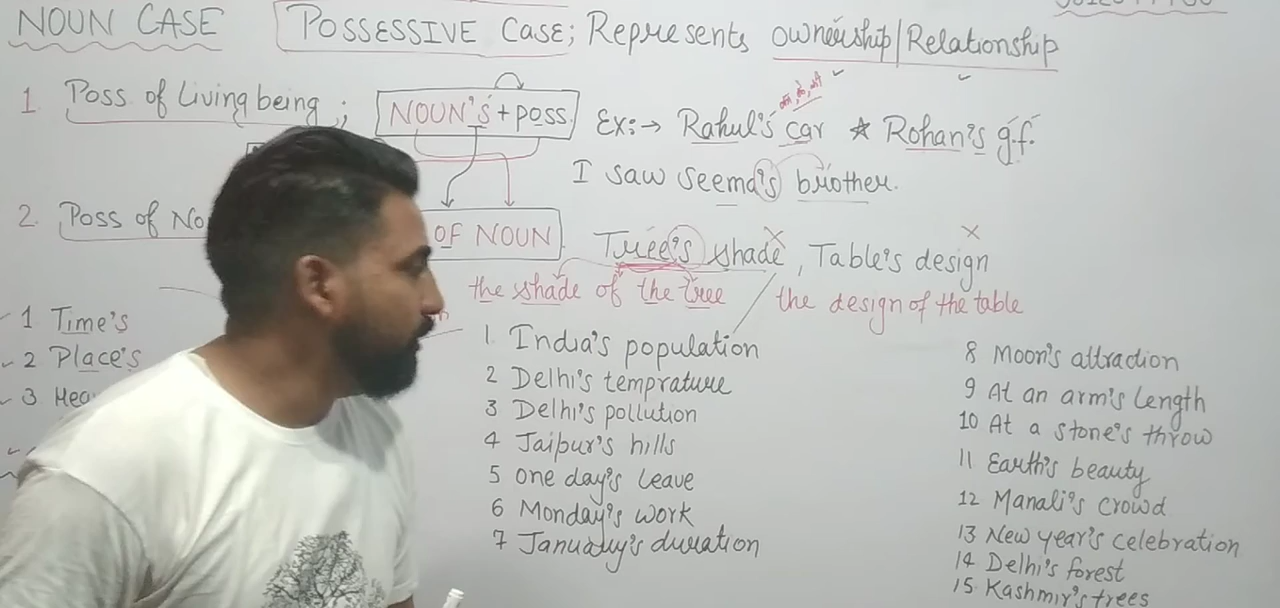 NOUN CASE
POSSESSIVE CASE; Represents ownership/Relationship
1. Poss of Living being ;
NOUN'S + poss
Ex:→ Rahul's car ★ Rohan's g.f.
I saw seema's brother.
2. Poss of No
OF NOUN
Tree's shade, Table's design
the shade of the tree
the design of the table
1 Time's
2 Place's
3 Hea
1 India's population
2 Delhi's temprature
3 Delhi's pollution
4 Jaipur's hills
5 one day's leave
6 Monday's work
7 January's duration
8 Moon's attraction
9 At an arm's length
10 At a stone's throw
11 Earth's beauty
12 Manali's crowd
13 New year's celebration
14 Delhi's forest
15. Kashmir's trees